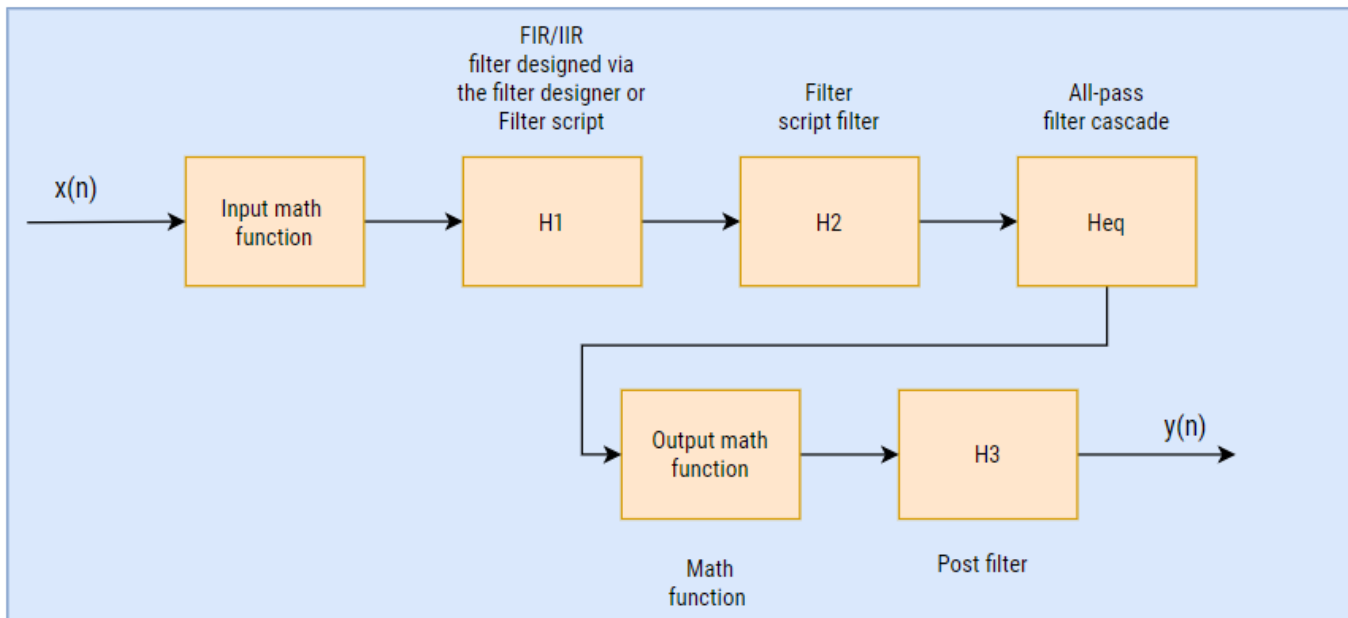 FIR/IIR
filter designed via
the filter designer or
Filter script
Filter
script filter
All-pass
filter cascade
x(n)
Input math
function
H1
H2
Heq
Output math
function
H3
y(n)
Math
function
Post filter